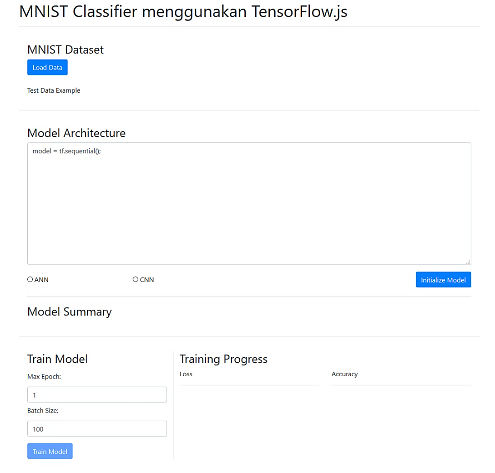 MNIST Classifier menggunakan TensorFlow.js
MNIST Dataset
Load Data
Test Data Example
Model Architecture
model = tf.sequential();
ANN
CNN
Initialize Model
Model Summary
Train Model
Max Epoch:
1
Batch Size:
100
Train Model
Training Progress
Loss
Accuracy